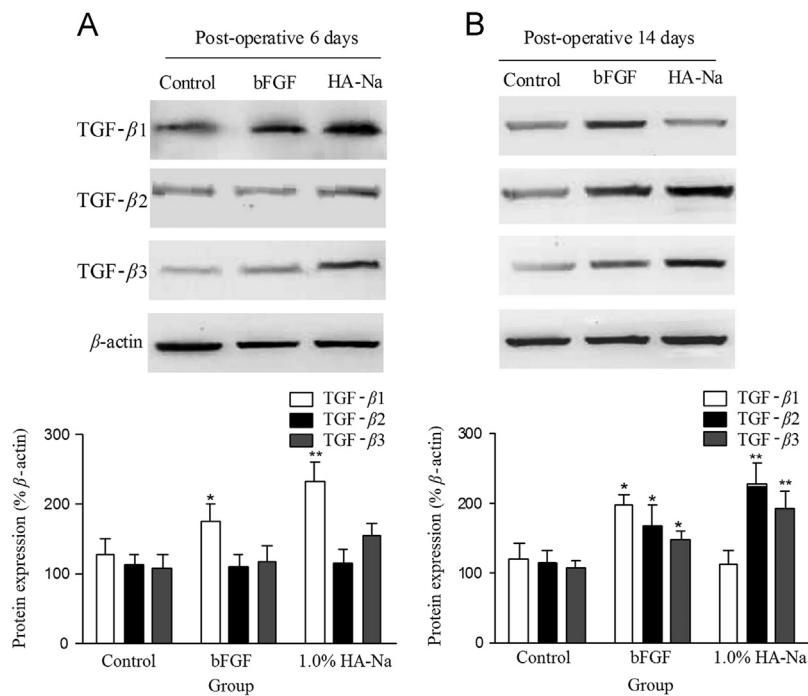 A
Post-operative 6 days
Control bFGF HA-Na
TGF-β1
TGF-β2
TGF-β3
β-actin
TGF-β1
TGF-β2
TGF-β3
Protein expression (% β-actin)
300
200
100
0
*
**
Control bFGF 1.0% HA-Na
Group
B
Post-operative 14 days
Control bFGF HA-Na
TGF-β1
TGF-β2
TGF-β3
Protein expression (% β-actin)
300
200
100
0
* * *
** **
Control bFGF 1.0% HA-Na
Group